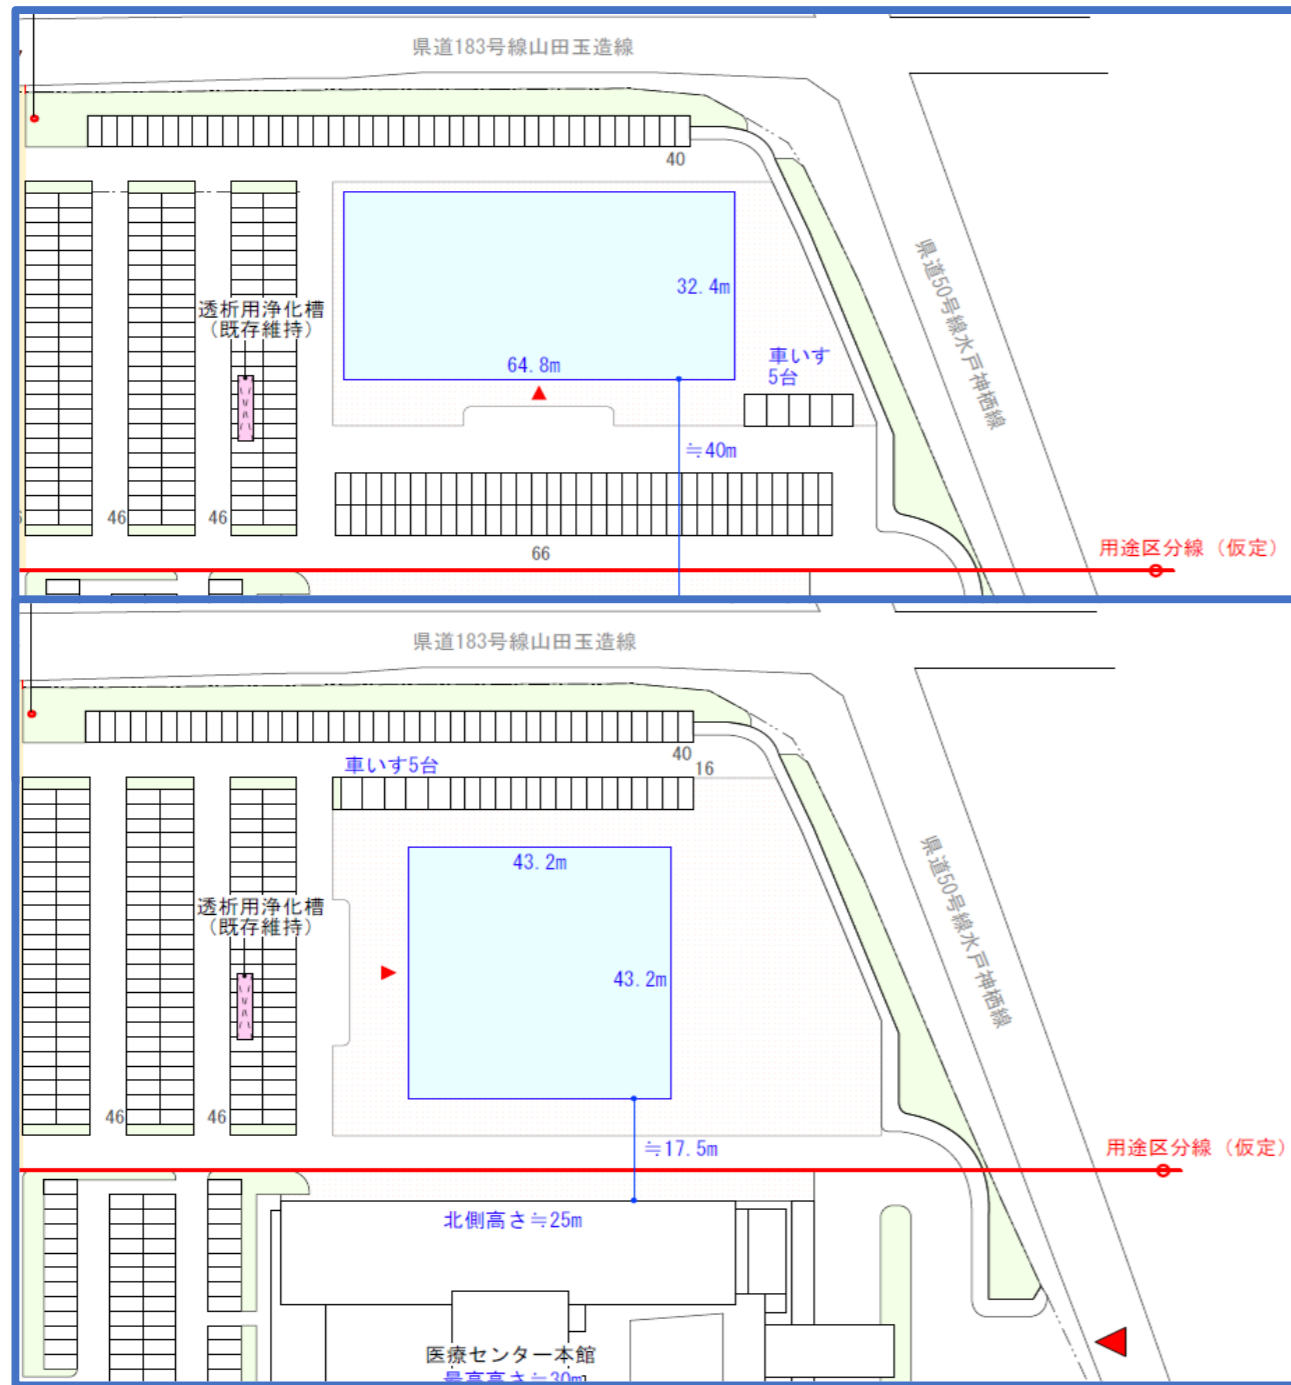 県道183号線山田玉造線
40
32.4m
県道50号線水戸神栖線
透析用浄化槽
（既存維持）
64.8m
車いす
5台
≒40m
46
46
66
用途区分線（仮定）
県道183号線山田玉造線
40
16
車いす5台
43.2m
県道50号線水戸神栖線
透析用浄化槽
（既存維持）
43.2m
46
46
≒17.5m
用途区分線（仮定）
北側高さ≒25m
医療センター本館
最高高さ≒30m